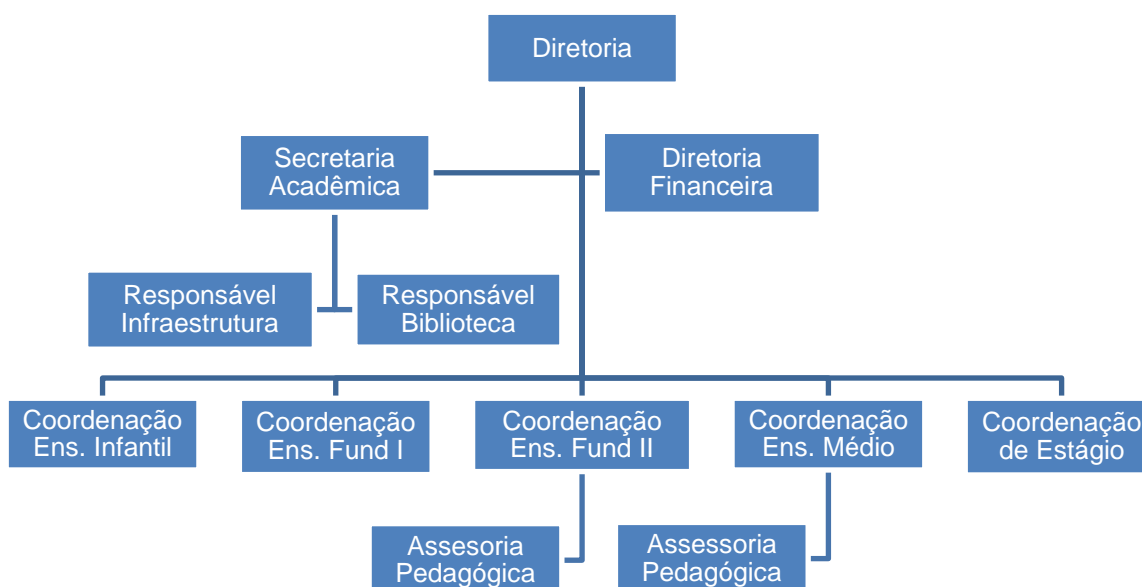 Diretoria
Secretaria
Acadêmica
Diretoria
Financeira
Responsável
Infraestrutura
Responsável
Biblioteca
Coordenação
Ens. Infantil
Coordenação
Ens. Fund I
Coordenação
Ens. Fund II
Coordenação
Ens. Médio
Coordenação
de Estágio
Assesoria
Pedagógica
Assessoria
Pedagógica